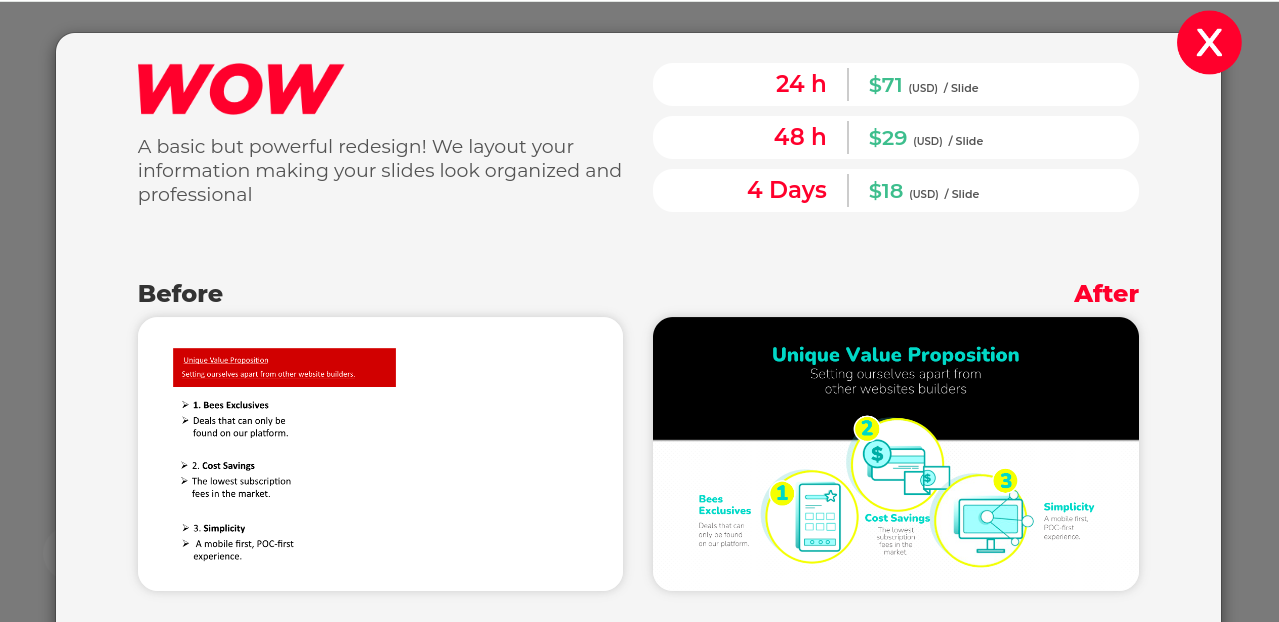 X
WOW
A basic but powerful redesign! We layout your
information making your slides look organized and
professional
24 h $71 (USD) / Slide
48 h $29 (USD) / Slide
4 Days $18 (USD) / Slide
Before
Unique Value Proposition
Setting ourselves apart from other website builders.
➢ 1. Bees Exclusives
➢ Deals that can only be
found on our platform.
➢ 2. Cost Savings
➢ The lowest subscription
fees in the market.
➢ 3. Simplicity
➢ A mobile first, POC-first
experience.
After
Unique Value Proposition
Setting ourselves apart from
other websites builders
1
Bees
Exclusives
Deals that can
only be found
on our platform.
2
$
$
Cost Savings
The lowest
subscription
fees in the
market.
3
Simplicity
A mobile first,
POC-first
experience.